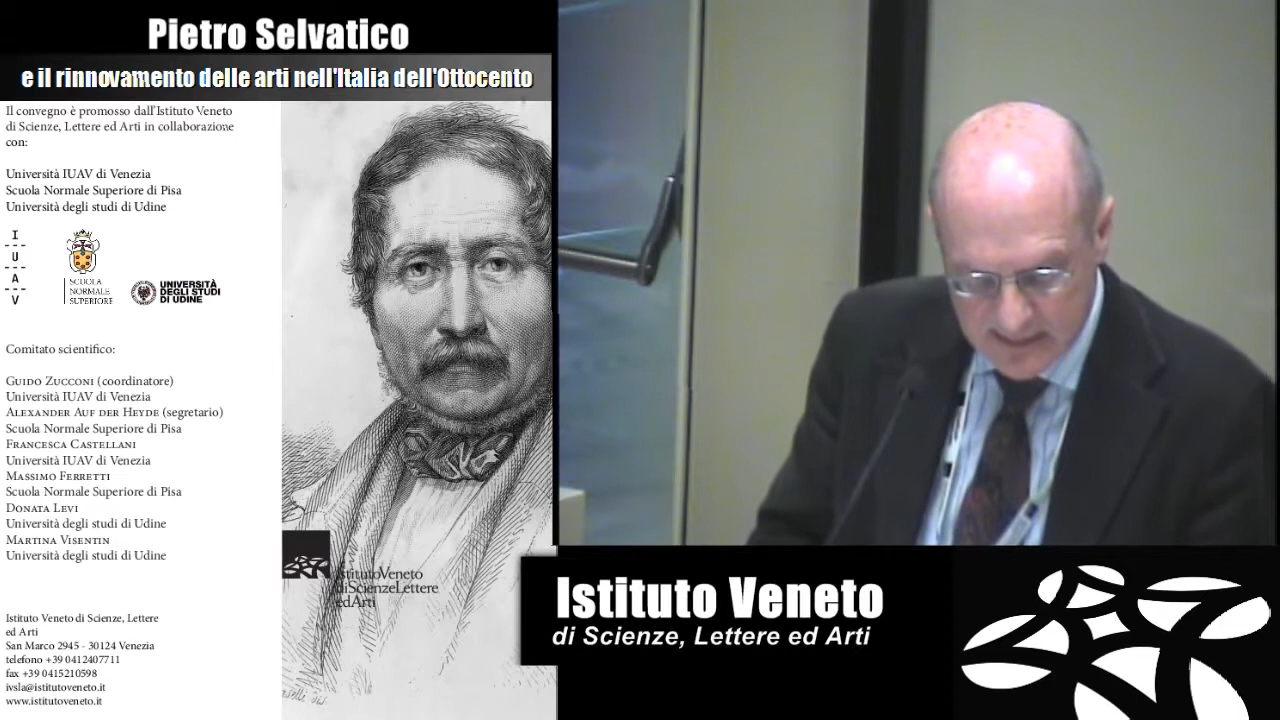 Pietro Selvatico
e il rinnovamento delle arti nell'Italia dell'Ottocento
Il convegno è promosso dall'Istituto Veneto
di Scienze, Lettere ed Arti in collaborazione
con:
Università IUAV di Venezia
Scuola Normale Superiore di Pisa
Università degli studi di Udine
I
U
A
V
SCUOLA
NORMALE
SUPERIORE
UNIVERSITÀ
DEGLI STUDI
DI UDINE
Comitato scientifico:
Guido Zucconi (coordinatore)
Università IUAV di Venezia
Alexander Auf der Heyde (segretario)
Scuola Normale Superiore di Pisa
Francesca Castellani
Università IUAV di Venezia
Massimo Ferretti
Scuola Normale Superiore di Pisa
Donata Levi
Università degli studi di Udine
Martina Visentin
Università degli studi di Udine
IstitutoVeneto
diScienzeLettere
edArti
Istituto Veneto di Scienze, Lettere
ed Arti
San Marco 2945 - 30124 Venezia
telefono +39 0412407711
fax +39 0415210598
ivsla@istitutoveneto.it
www.istitutoveneto.it
Istituto Veneto
di Scienze, Lettere ed Arti